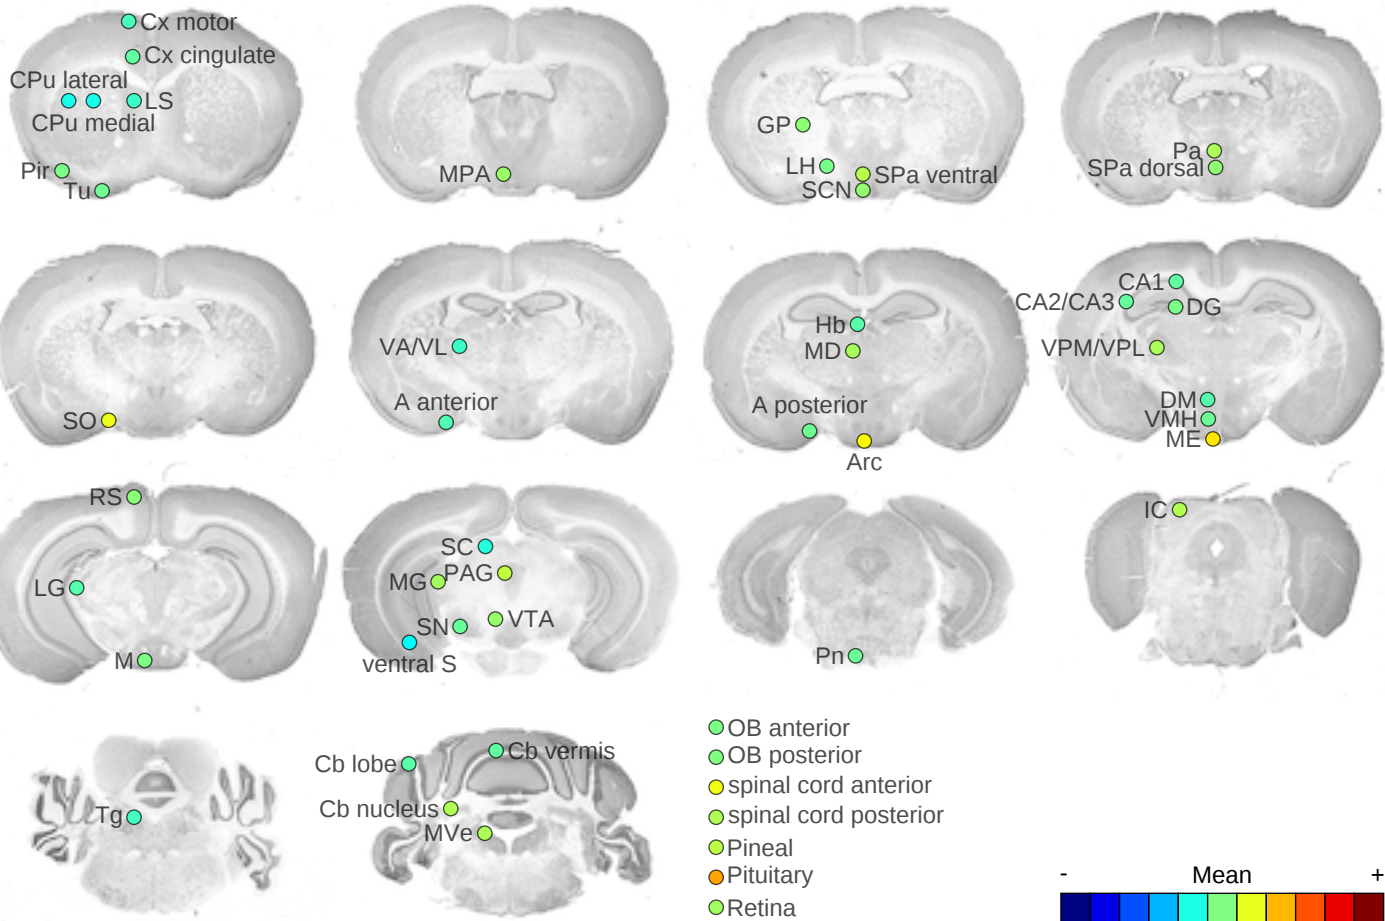 Cx motor
Cx cingulate
CPu lateral
LS
CPu medial
Pir
Tu
MPA
GP
LH
SPa ventral
SCN
Pa
SPa dorsal
SO
VA/VL
A anterior
Hb
MD
A posterior
Arc
CA1
CA2/CA3
DG
VPM/VPL
DM
VMH
ME
RS
LG
M
SC
MG
PAG
SN
VTA
ventral S
Pn
IC
Tg
Cb lobe
Cb vermis
Cb nucleus
MVe
OB anterior
OB posterior
spinal cord anterior
spinal cord posterior
Pineal
Pituitary
Retina
- Mean +